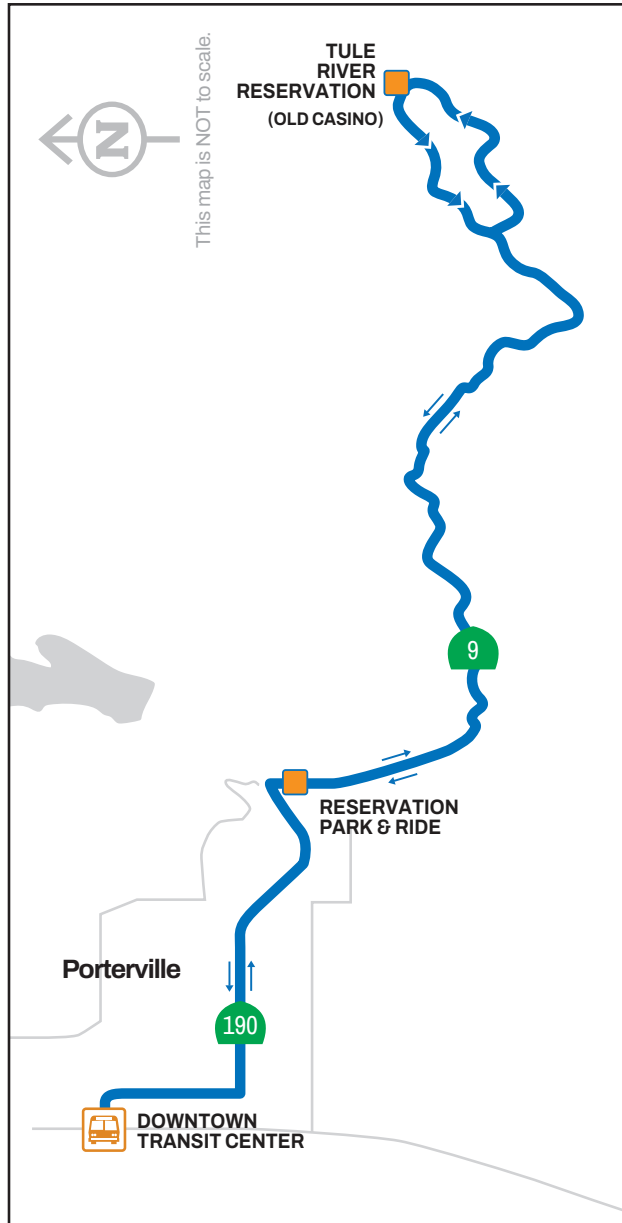 TULE
RIVER
RESERVATION
(OLD CASINO)
N
This map is NOT to scale.
9
RESERVATION
PARK & RIDE
Porterville
190
DOWNTOWN
TRANSIT CENTER